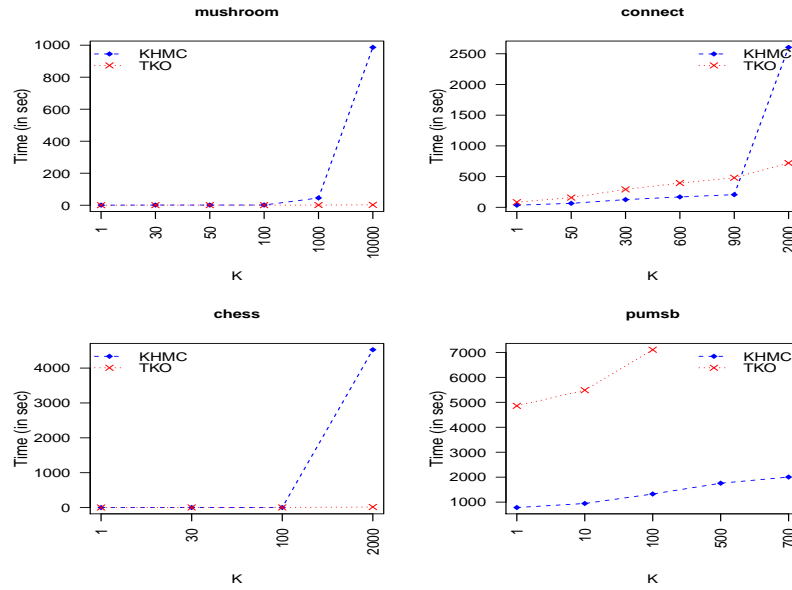 mushroom
Time (in sec)
1000
800
600
400
200
0
KHMC
TKO
1
30
50
100
1000
10000
K
connect
Time (in sec)
2500
2000
1500
1000
500
0
KHMC
TKO
1
50
300
600
900
2000
K
chess
Time (in sec)
4000
3000
2000
1000
0
KHMC
TKO
1
30
100
2000
K
pumsb
Time (in sec)
7000
6000
5000
4000
3000
2000
1000
KHMC
TKO
1
10
100
500
700
K